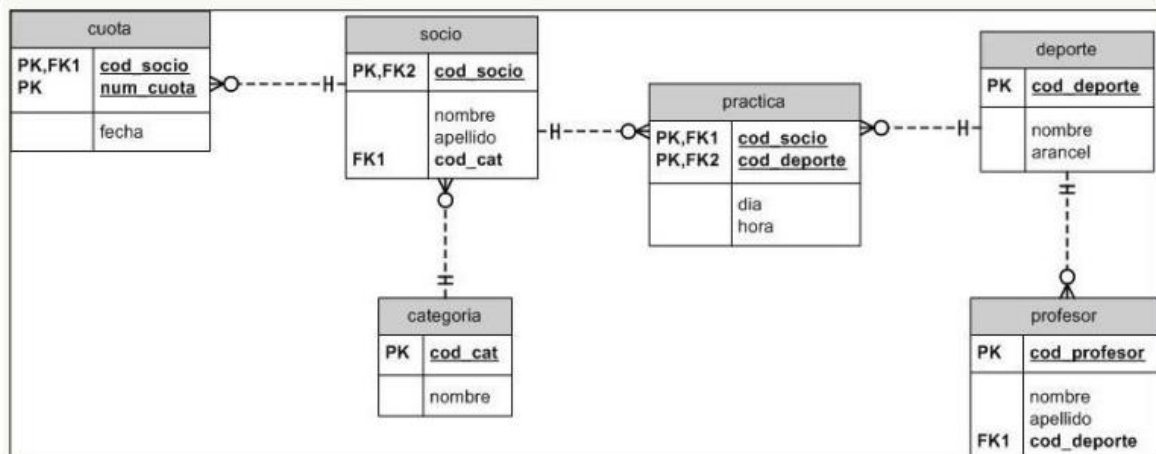 cuota
PK,FK1 cod_socio
PK num_cuota
fecha
socio
PK,FK2 cod_socio
nombre
apellido
FK1 cod_cat
practica
PK,FK1 cod_socio
PK,FK2 cod_deporte
dia
hora
deporte
PK cod_deporte
nombre
arancel
categoria
PK cod_cat
nombre
profesor
PK cod_profesor
nombre
apellido
FK1 cod_deporte